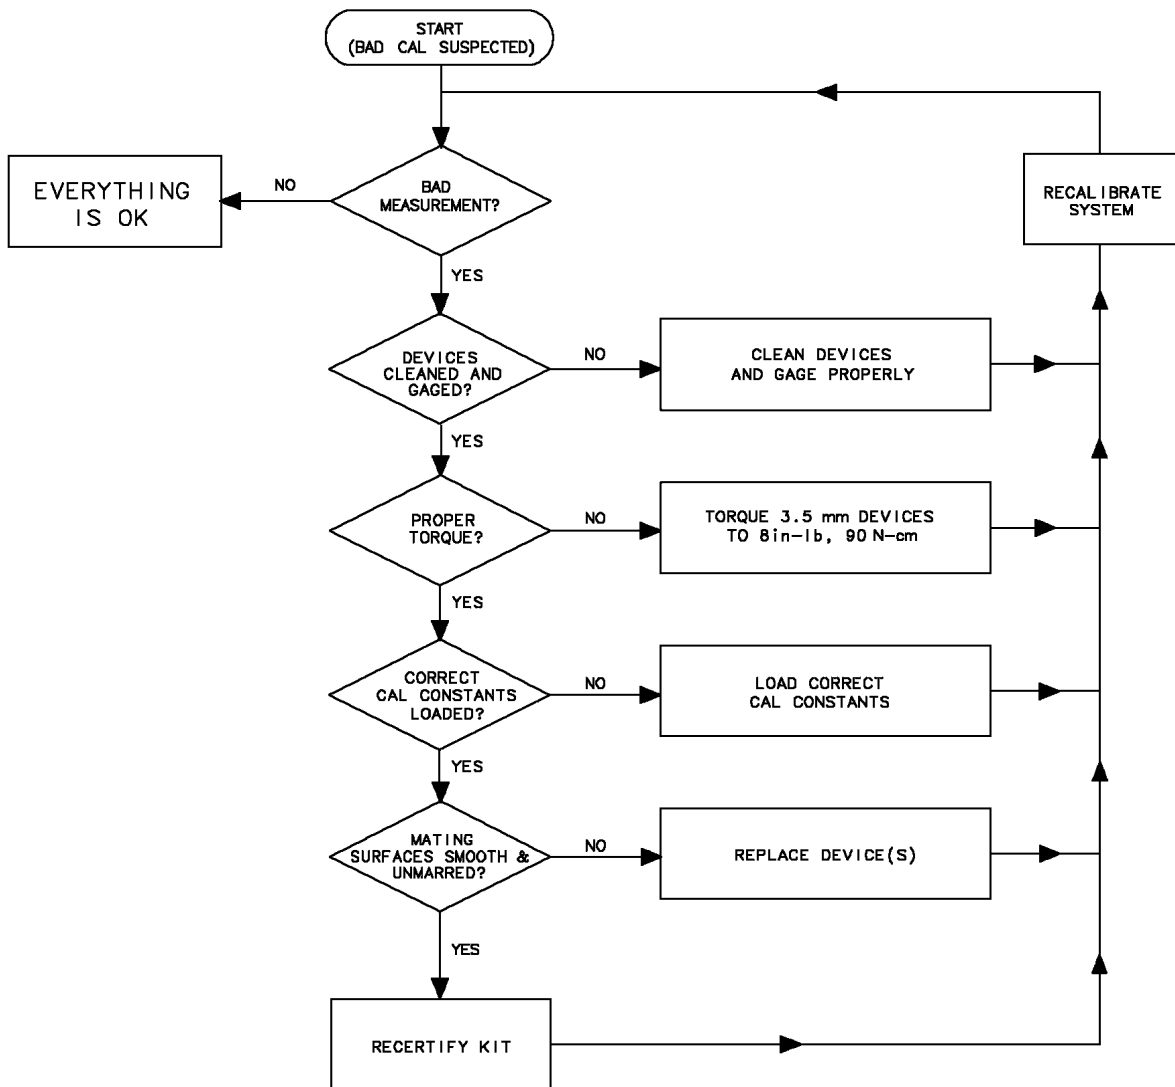 START
(BAD CAL SUSPECTED)
BAD
MEASUREMENT?
NO
EVERYTHING
IS OK
RECALIBRATE
SYSTEM
YES
DEVICES
CLEANED AND
GAGED?
NO
CLEAN DEVICES
AND GAGE PROPERLY
YES
PROPER
TORQUE?
NO
TORQUE 3.5 mm DEVICES
TO 8in-lb, 90 N-cm
YES
CORRECT
CAL CONSTANTS
LOADED?
NO
LOAD CORRECT
CAL CONSTANTS
YES
MATING
SURFACES SMOOTH &
UNMARRED?
NO
REPLACE DEVICE(S)
YES
RECERTIFY KIT